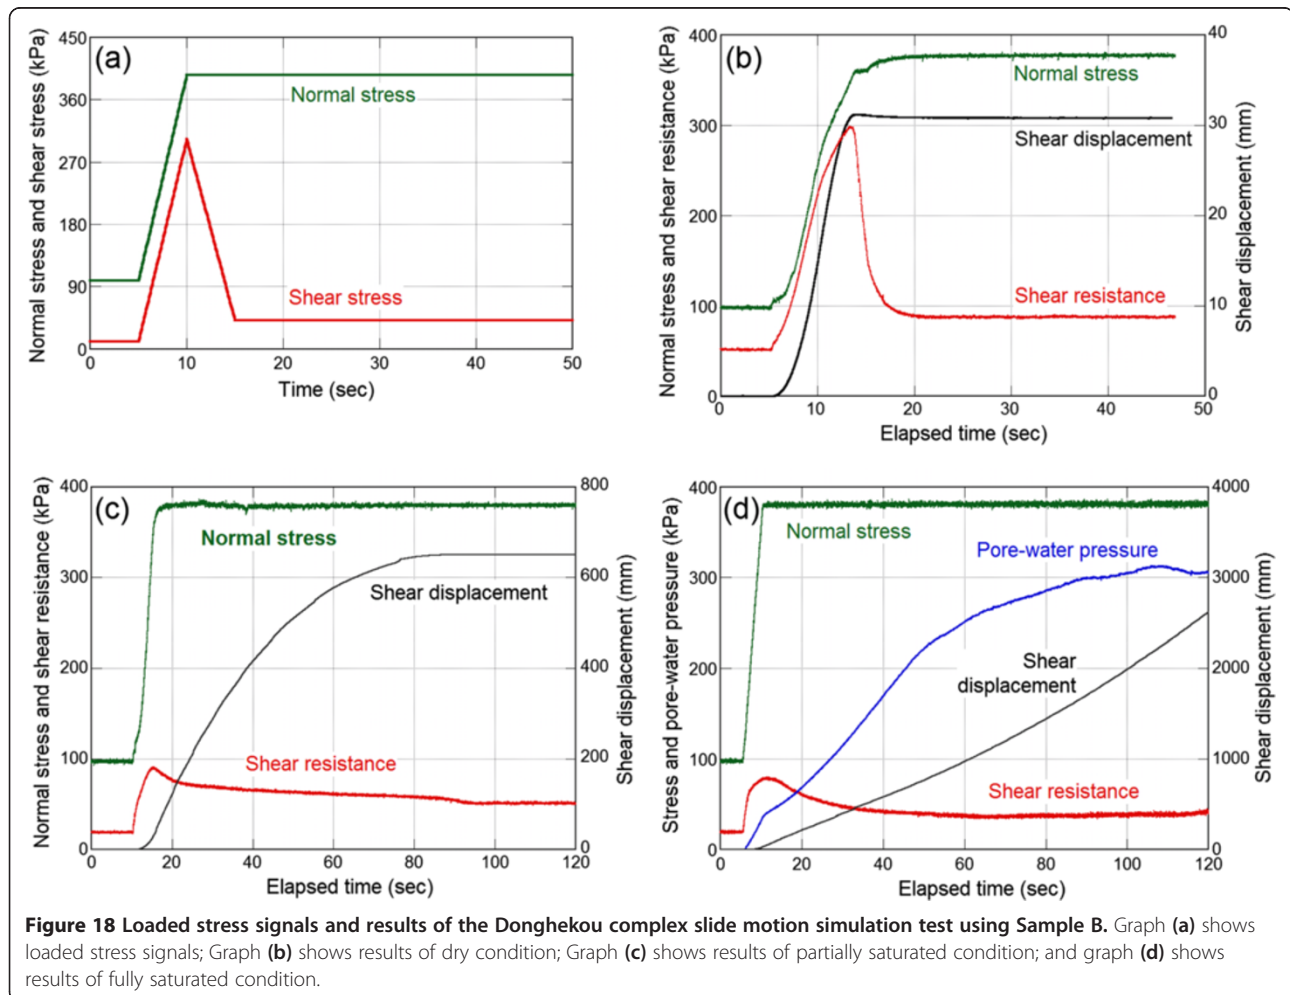 (a)
Normal stress and shear stress (kPa)
450
360
270
180
90
0
Normal stress
Shear stress
0 10 20 30 40 50
Time (sec)
(b)
Normal stress and shear resistance (kPa)
400
300
200
100
0
Normal stress
Shear displacement
Shear resistance
40
30
20
10
0
Shear displacement (mm)
0 10 20 30 40 50
Elapsed time (sec)
(c)
Normal stress and shear resistance (kPa)
400
300
200
100
0
Normal stress
Shear displacement
Shear resistance
800
600
400
200
0
Shear displacement (mm)
0 20 40 60 80 100 120
Elapsed time (sec)
(d)
Stress and pore-water pressure (kPa)
400
300
200
100
0
Normal stress
Pore-water pressure
Shear
displacement
Shear resistance
4000
3000
2000
1000
0
Shear displacement (mm)
0 20 40 60 80 100 120
Elapsed time (sec)
Figure 18 Loaded stress signals and results of the Donghekou complex slide motion simulation test using Sample B. Graph (a) shows
loaded stress signals; Graph (b) shows results of dry condition; Graph (c) shows results of partially saturated condition; and graph (d) shows
results of fully saturated condition.